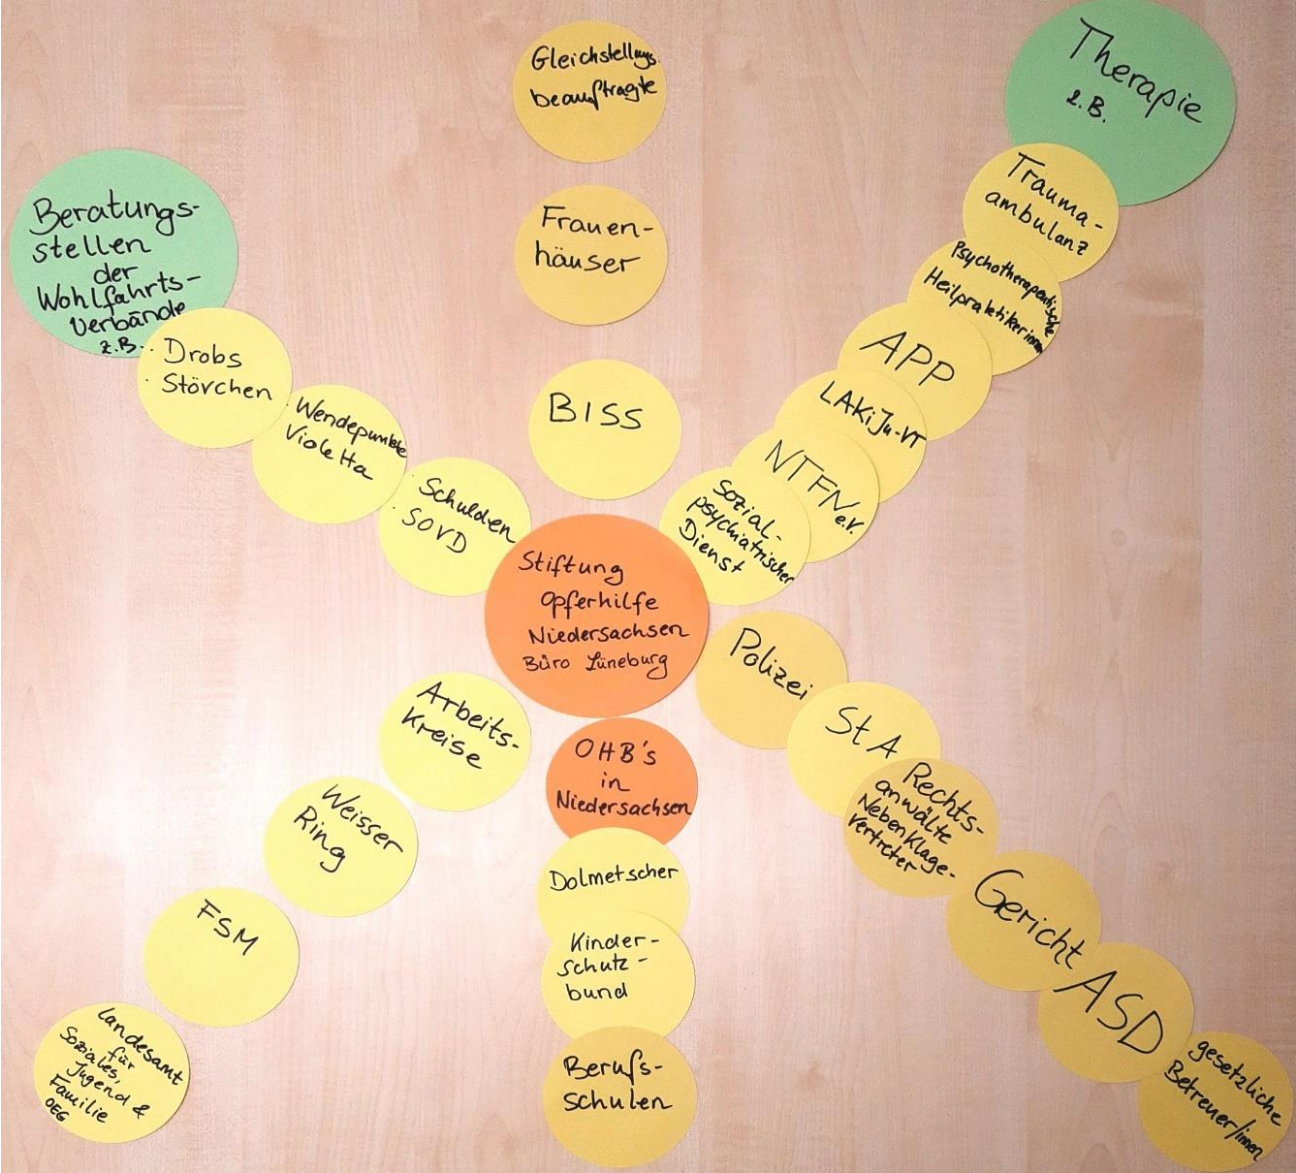 Gleichstellungs
beauftragte
Frauen-
häuser
BISS
Therapie
z.B.
Trauma-
ambulanz
Psychotherapeutische
Heilpraktikerinnen
APP
LAKiJu-VT
NTFN e.V.
Sozial-
psychiatrischer
Dienst
Beratungs-
stellen
der
Wohlfahrts-
verbände
z.B.
· Drobs
· Störchen
· Wendepunkte
Violetta
· Schulden
· SOVD
Stiftung
Opferhilfe
Niedersachsen
Büro Lüneburg
Polizei
StA
Rechts-
anwälte
Nebenklage-
vertreter
Gericht
ASD
gesetzliche
Betreuer/innen
OHB's
in
Niedersachsen
Dolmetscher
Kinder-
schutz-
bund
Berufs-
schulen
Arbeits-
kreise
Weisser
Ring
FSM
Landesamt
für
Soziales,
Jugend &
Familie
OEG